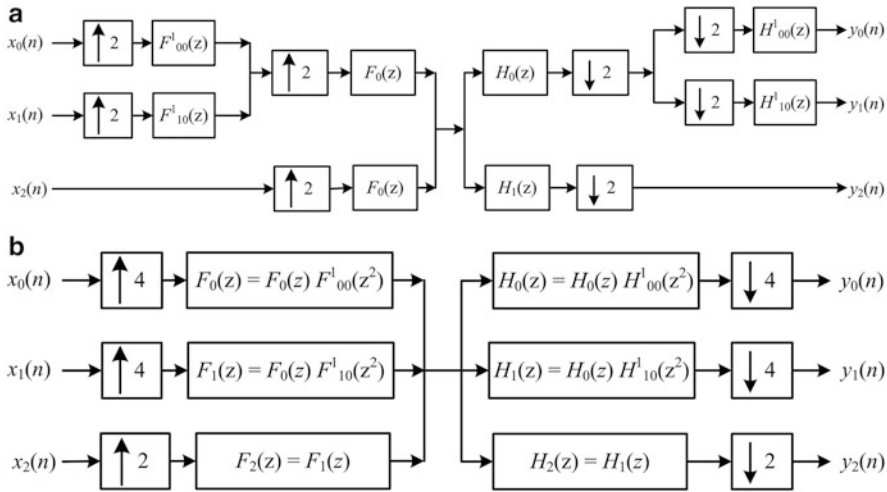 a
x₀(n) ↑ 2 F¹₀₀(z) ↑ 2 F₀(z) H₀(z) ↓ 2 ↓ 2 H¹₀₀(z) y₀(n)
x₁(n) ↑ 2 F¹₁₀(z) ↓ 2 H¹₁₀(z) y₁(n)
x₂(n) ↑ 2 F₀(z) H₁(z) ↓ 2 y₂(n)
b
x₀(n) ↑ 4 F₀(z) = F₀(z) F¹₀₀(z²) H₀(z) = H₀(z) H¹₀₀(z²) ↓ 4 y₀(n)
x₁(n) ↑ 4 F₁(z) = F₀(z) F¹₁₀(z²) H₁(z) = H₀(z) H¹₁₀(z²) ↓ 4 y₁(n)
x₂(n) ↑ 2 F₂(z) = F₁(z) H₂(z) = H₁(z) ↓ 2 y₂(n)